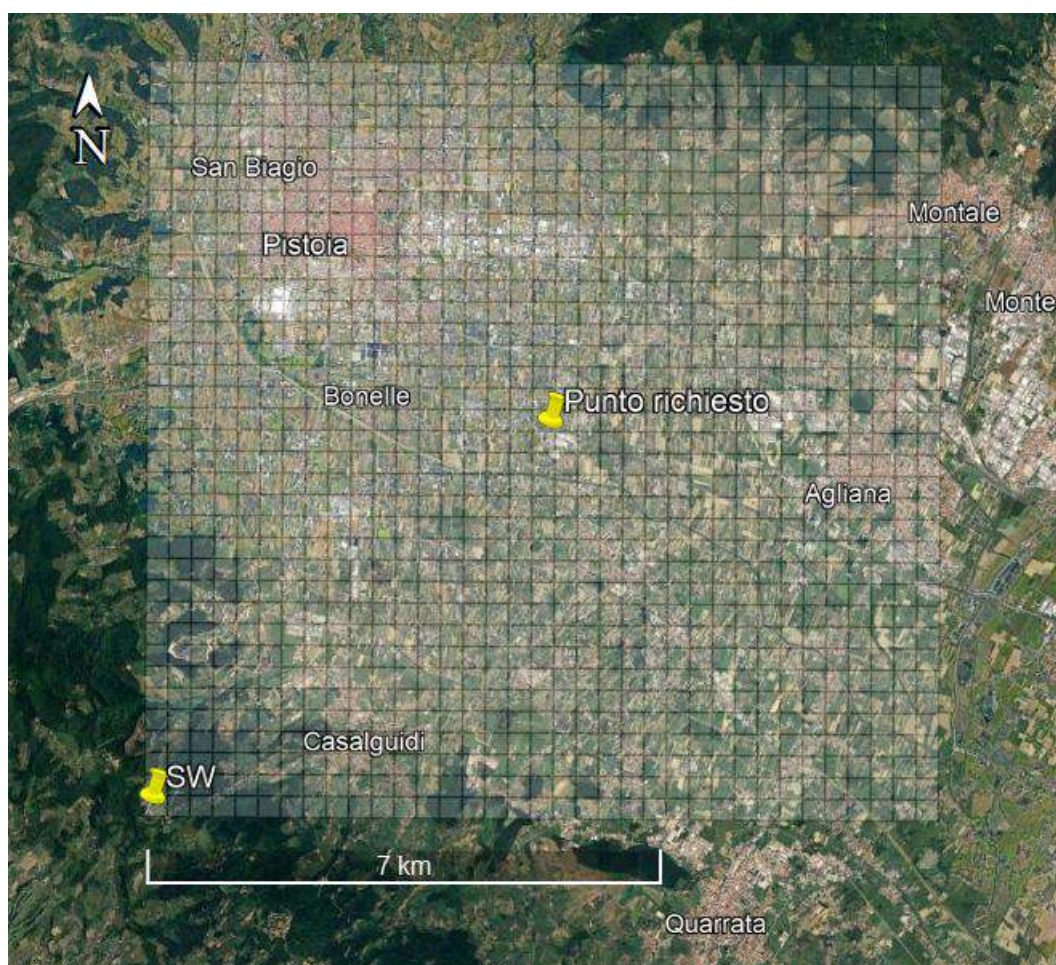 N
San Biagio
Montale
Pistoia
Monte
Bonelle
Punto richiesto
Agliana
Casalguidi
SW
7 km
Quarrata